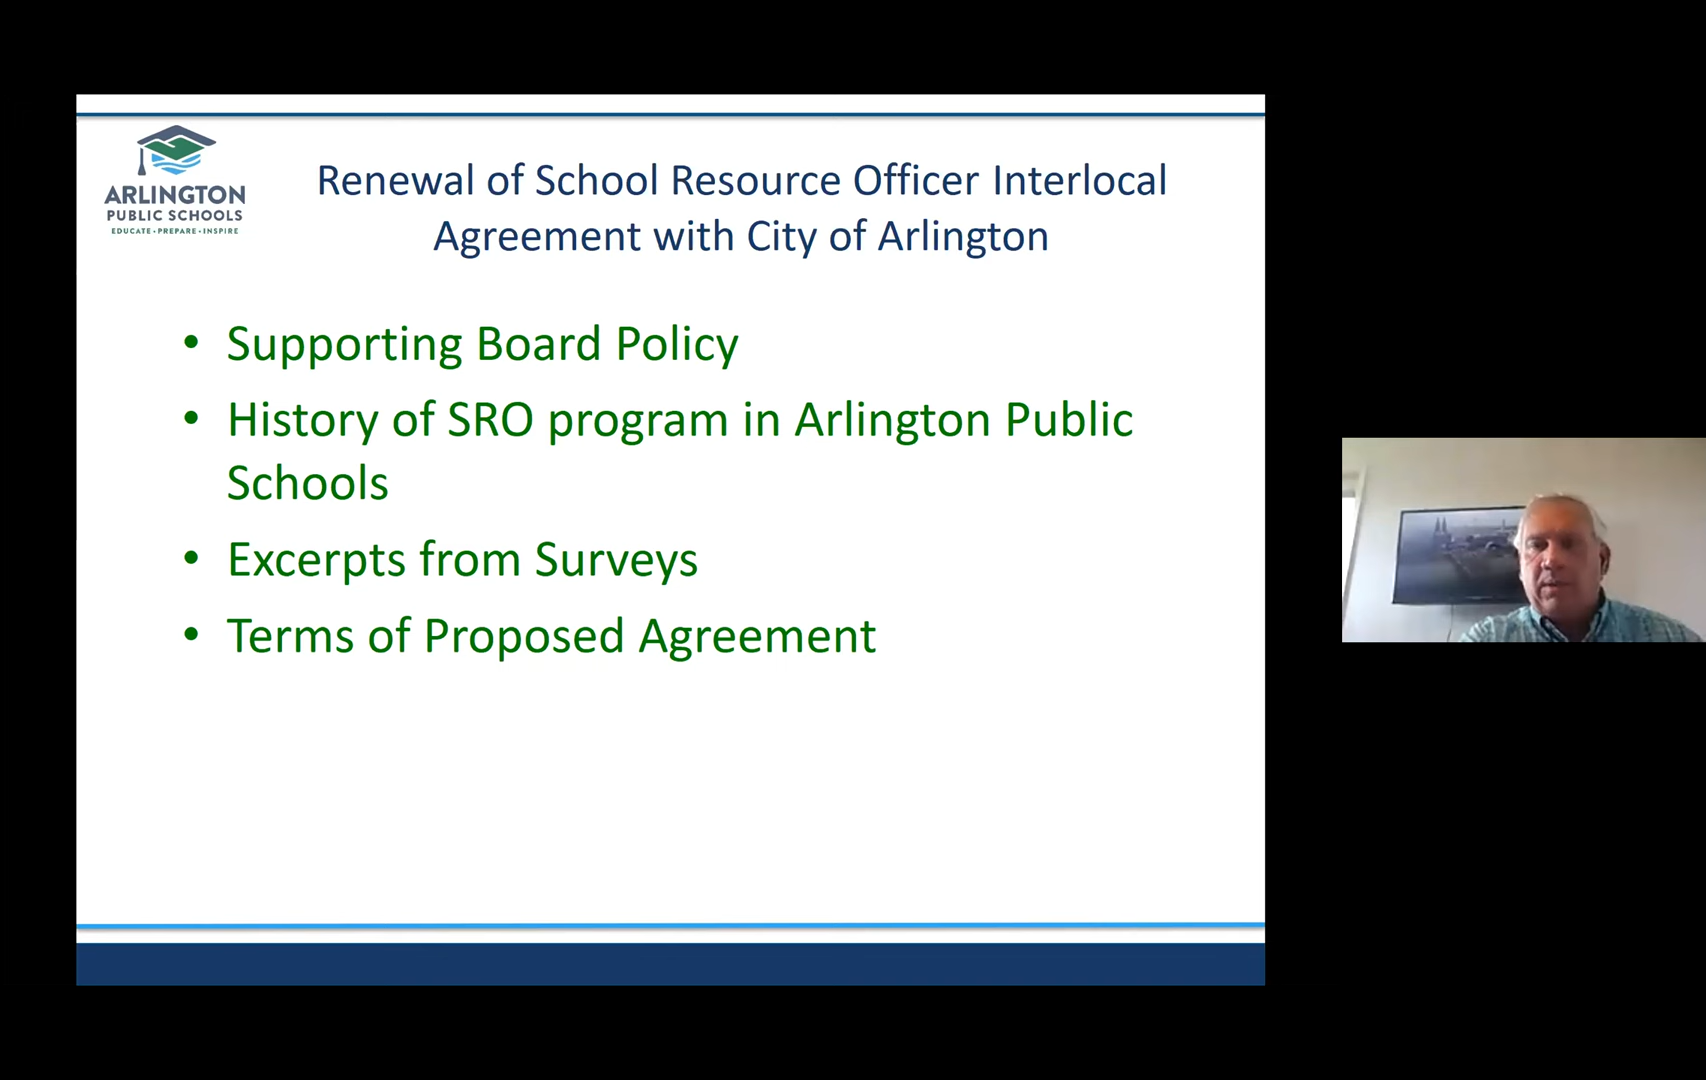 ARLINGTON
PUBLIC SCHOOLS
EDUCATE • PREPARE • INSPIRE
Renewal of School Resource Officer Interlocal
Agreement with City of Arlington
• Supporting Board Policy
• History of SRO program in Arlington Public
Schools
• Excerpts from Surveys
• Terms of Proposed Agreement